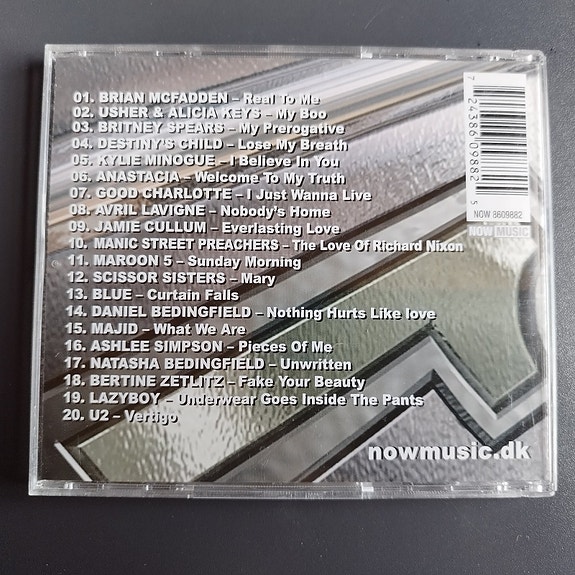 01. BRIAN MCFADDEN – Real To Me
02. USHER & ALICIA KEYS – My Boo
03. BRITNEY SPEARS – My Prerogative
04. DESTINY'S CHILD – Lose My Breath
05. KYLIE MINOGUE – I Believe In You
06. ANASTACIA – Welcome To My Truth
07. GOOD CHARLOTTE – I Just Wanna Live
08. AVRIL LAVIGNE – Nobody's Home
09. JAMIE CULLUM – Everlasting Love
10. MANIC STREET PREACHERS – The Love Of Richard Nixon
11. MAROON 5 – Sunday Morning
12. SCISSOR SISTERS – Mary
13. BLUE – Curtain Falls
14. DANIEL BEDINGFIELD – Nothing Hurts Like love
15. MAJID – What We Are
16. ASHLEE SIMPSON – Pieces Of Me
17. NATASHA BEDINGFIELD – Unwritten
18. BERTINE ZETLITZ – Fake Your Beauty
19. LAZYBOY – Underwear Goes Inside The Pants
20. U2 – Vertigo
7 24386 09882 5
NOW 8609882
NOW MUSIC
nowmusic.dk